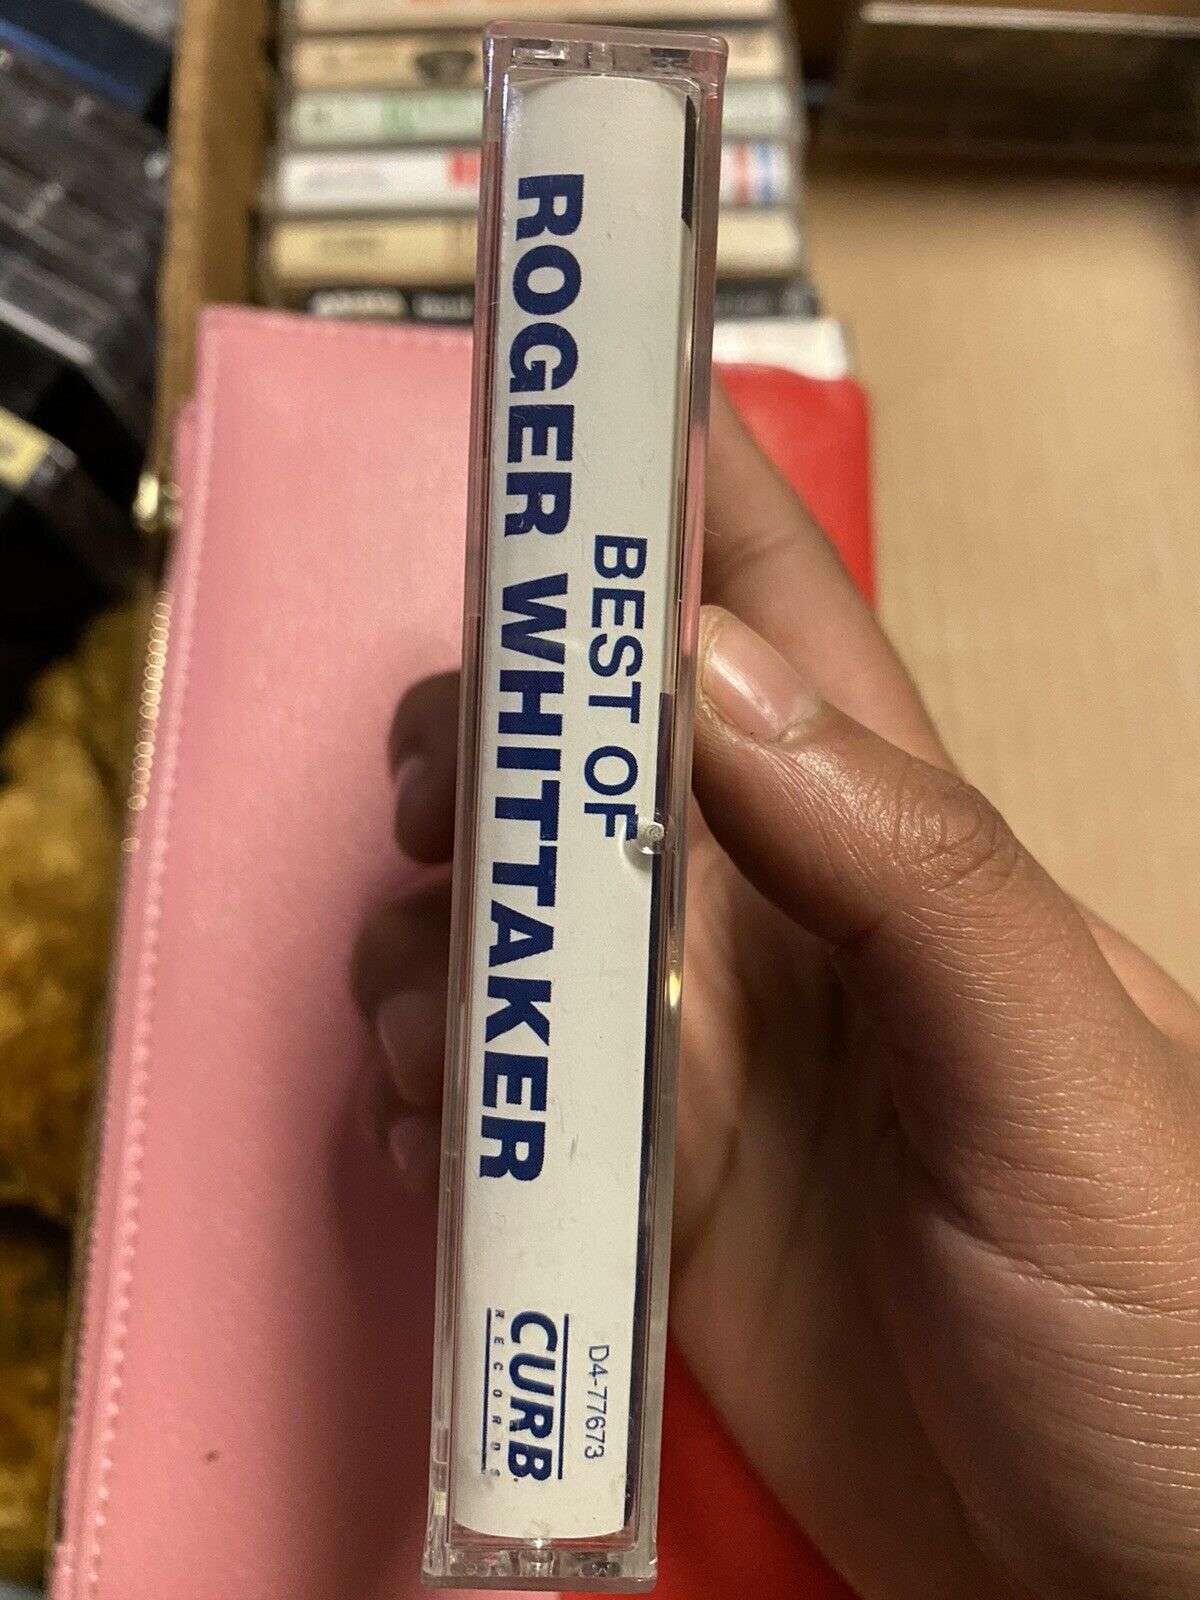 BEST OF
ROGER WHITTAKER
D4-77673
CURB
RECORDS